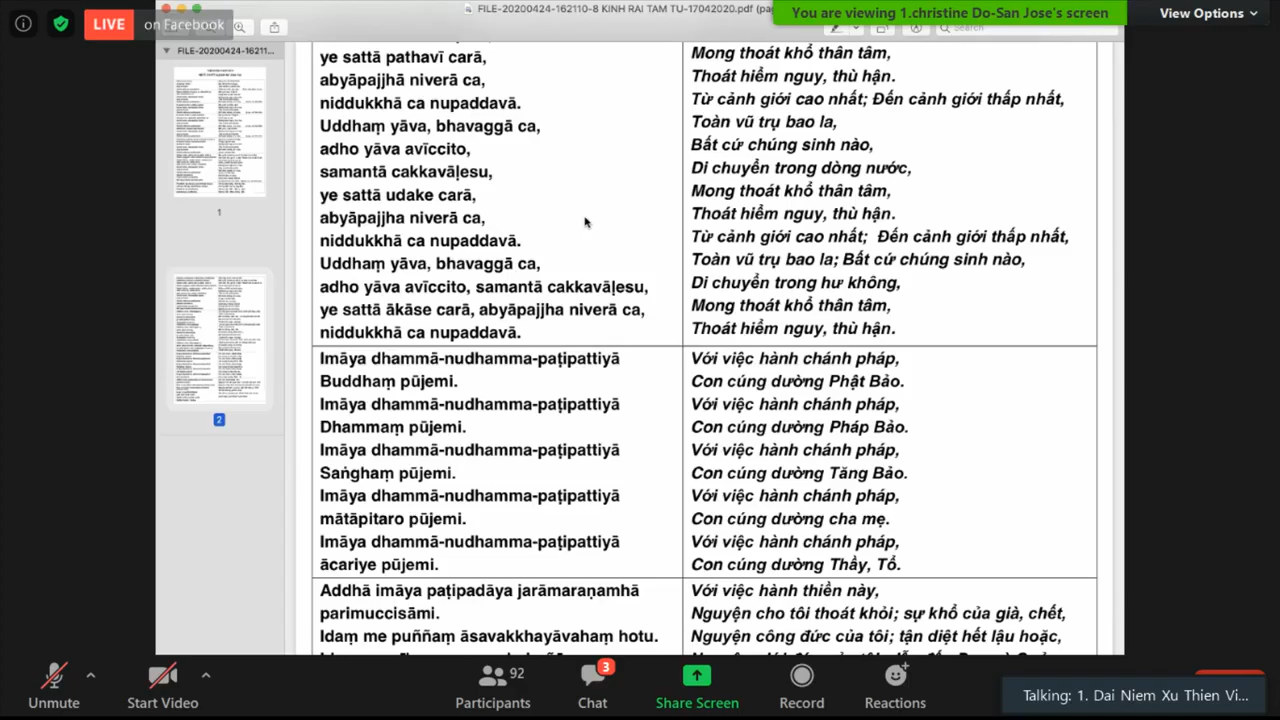 LIVE on Facebook
FILE-20200424-162110-8 KINH RAI TAM TU-17042020.pdf
You are viewing 1.christine Do-San Jose's screen
View Options
FILE-20200424-16211...
Search
1
2
ye sattā pathavī carā,
abyāpajjhā niverā ca,
niddukkhā ca nupaddavā.
Uddhaṃ yāva, bhavaggā ca,
adho yāva avīccito,
samantā cakkavāḷesu,
ye sattā udake carā,
abyāpajjha niverā ca,
niddukkhā ca nupaddavā.
Uddhaṃ yāva, bhavaggā ca,
adho yāva avīccito, samantā cakkavāḷesu,
ye sattā ākāse carā, abyāpajjha niverā ca,
niddukkhā ca nupaddavā.
Imāya dhammā-nudhamma-paṭipattiyā
Buddhaṃ pūjemi.
Imāya dhammā-nudhamma-paṭipattiyā
Dhammaṃ pūjemi.
Imāya dhammā-nudhamma-paṭipattiyā
Saṅghaṃ pūjemi.
Imāya dhammā-nudhamma-paṭipattiyā
mātāpitaro pūjemi.
Imāya dhammā-nudhamma-paṭipattiyā
ācariye pūjemi.
Addhā imāya paṭipadāya jarāmaraṇamhā
parimuccisāmi.
Idaṃ me puññaṃ āsavakkhayāvahaṃ hotu.
Mong thoát khổ thân tâm,
Thoát hiểm nguy, thù hận.
Từ cảnh giới cao nhất; Đến cảnh giới thấp nhất,
Toàn vũ trụ bao la,
Bất cứ chúng sinh nào,
Di chuyển trong nước,
Mong thoát khổ thân tâm,
Thoát hiểm nguy, thù hận.
Từ cảnh giới cao nhất; Đến cảnh giới thấp nhất,
Toàn vũ trụ bao la; Bất cứ chúng sinh nào,
Di chuyển trên hư không,
Mong thoát khổ thân tâm,
Thoát hiểm nguy, thù hận.
Với việc hành chánh pháp,
Con cúng dường Phật Bảo.
Với việc hành chánh pháp,
Con cúng dường Pháp Bảo.
Với việc hành chánh pháp,
Con cúng dường Tăng Bảo.
Với việc hành chánh pháp,
Con cúng dường cha mẹ.
Với việc hành chánh pháp,
Con cúng dường Thầy, Tổ.
Với việc hành thiền này,
Nguyện cho tôi thoát khỏi; sự khổ của già, chết,
Nguyện công đức của tôi; tận diệt hết lậu hoặc,
Unmute
Start Video
Participants 92
Chat 3
Share Screen
Record
Reactions
Talking: 1. Dai Niem Xu Thien Vi...